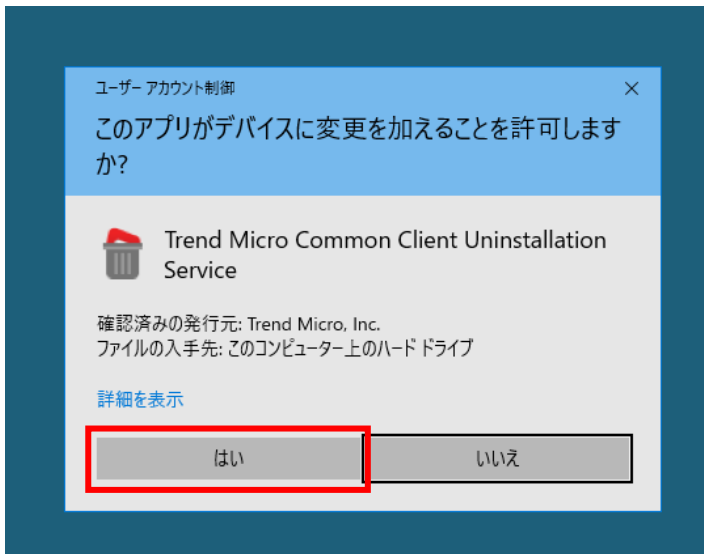 ユーザー アカウント制御
このアプリがデバイスに変更を加えることを許可します
か?
Trend Micro Common Client Uninstallation
Service
確認済みの発行元: Trend Micro, Inc.
ファイルの入手先: このコンピューター上のハード ドライブ
詳細を表示
はい
いいえ